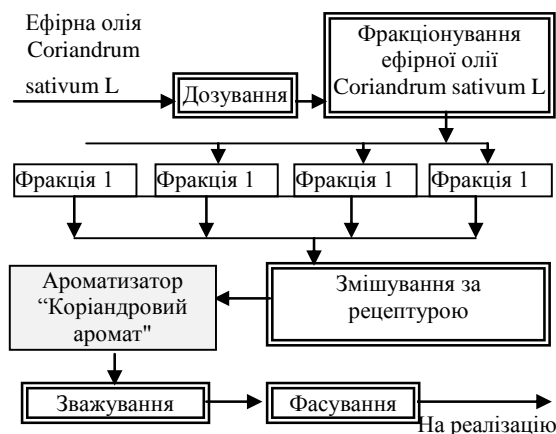 Ефірна олія
Coriandrum
sativum L
Дозування
Фракціонування
ефірної олії
Coriandrum sativum L
Фракція 1
Фракція 1
Фракція 1
Фракція 1
Ароматизатор
“Коріандровий
аромат"
Змішування за
рецептурою
Зважування
Фасування
На реалізацію